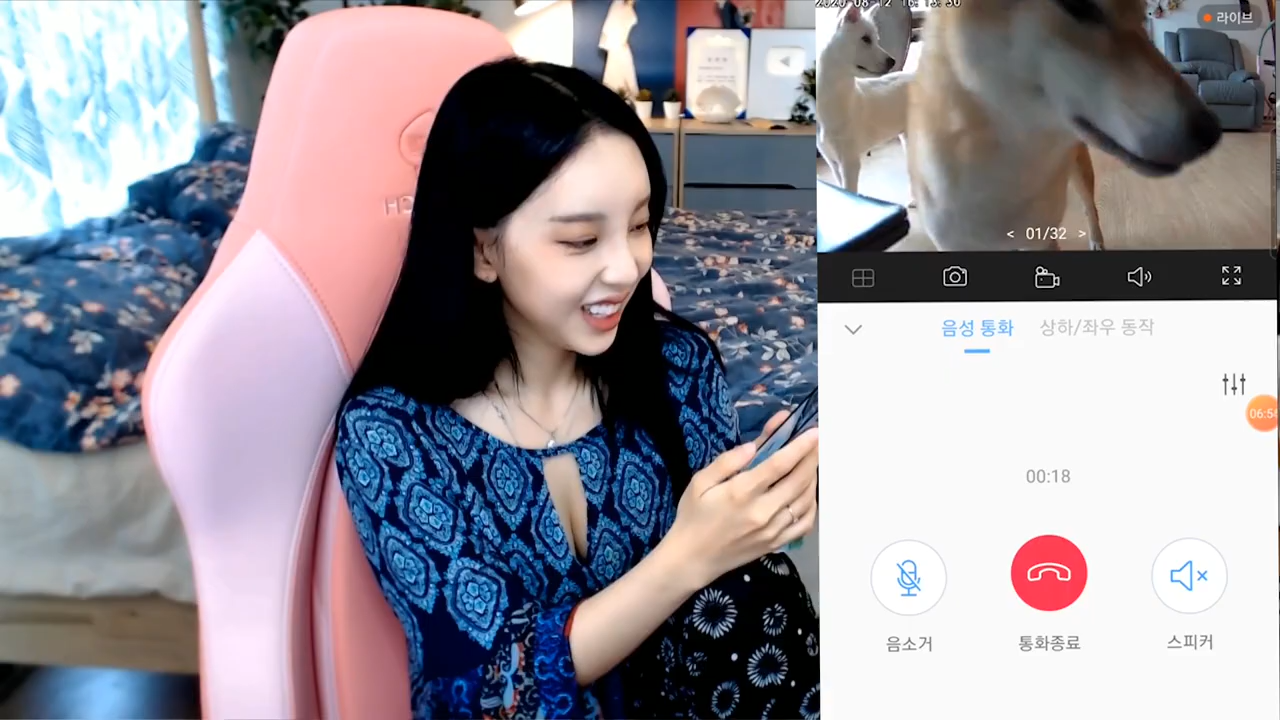 라이브
< 01/32 >
음성 통화 상하/좌우 동작
00:18
음소거 통화종료 스피커